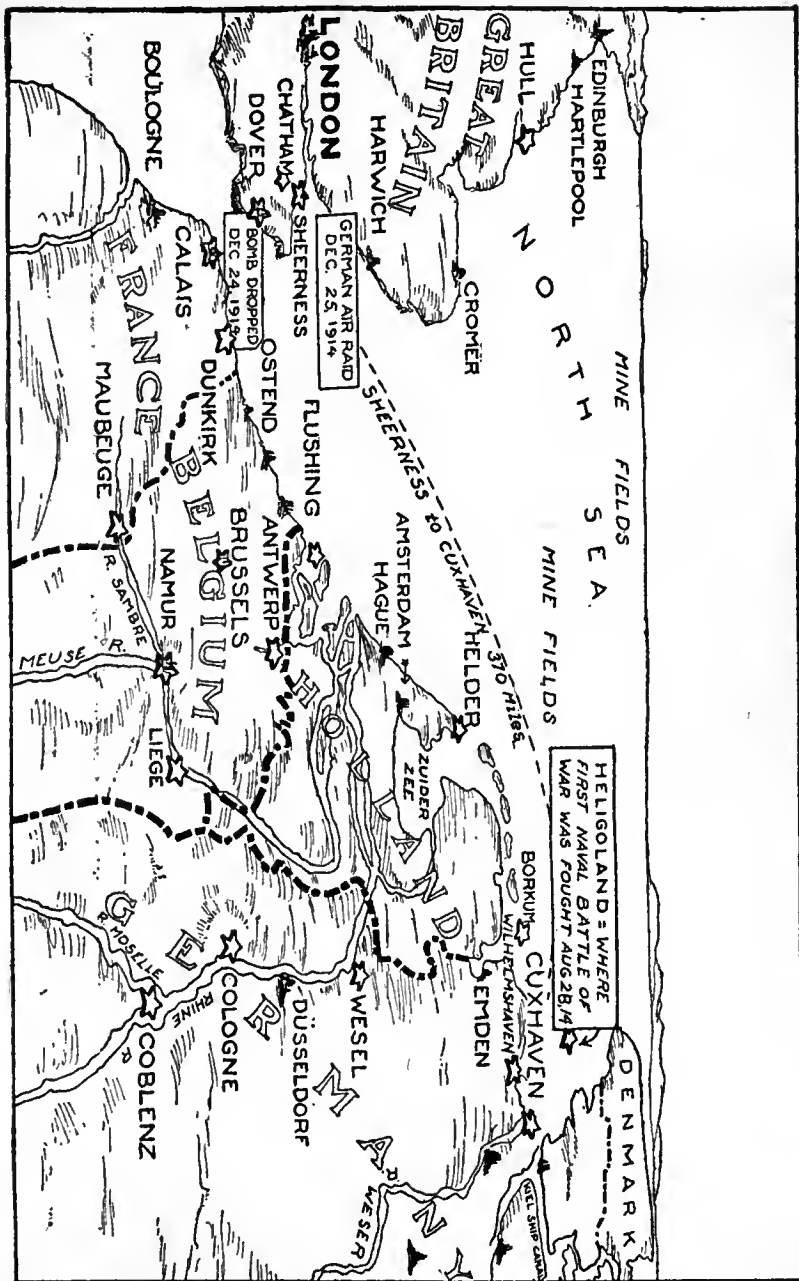 EDINBURGH
HARTLEPOOL
HULL
GREAT
BRITAIN
HARWICH
CROMER
LONDON
CHATHAM
SHEERNESS
DOVER
GERMAN AIR RAID
DEC. 25, 1914
BOMB DROPPED
DEC 24, 1914
NORTH SEA
MINE FIELDS
MINE FIELDS
SHEERNESS to CUXHAVEN 370 Miles
HELIGOLAND = WHERE
FIRST NAVAL BATTLE OF
WAR WAS FOUGHT AUG 28, 14
DENMARK
KIEL SHIP CANAL
BOULOGNE
CALAIS
FRANCE
DUNKIRK
MAUBEUGE
OSTEND
FLUSHING
BELGIUM
BRUSSELS
ANTWERP
NAMUR
R. SAMBRE
MEUSE R.
LIEGE
HOLLAND
AMSTERDAM
HAGUE
HELDER
ZUIDER
ZEE
BORKUM
WILHELMSHAVEN
CUXHAVEN
EMDEN
WESEL
DÜSSELDORF
COLOGNE
COBLENZ
R. MOSELLE
RHINE R
GERMANY
WESER R